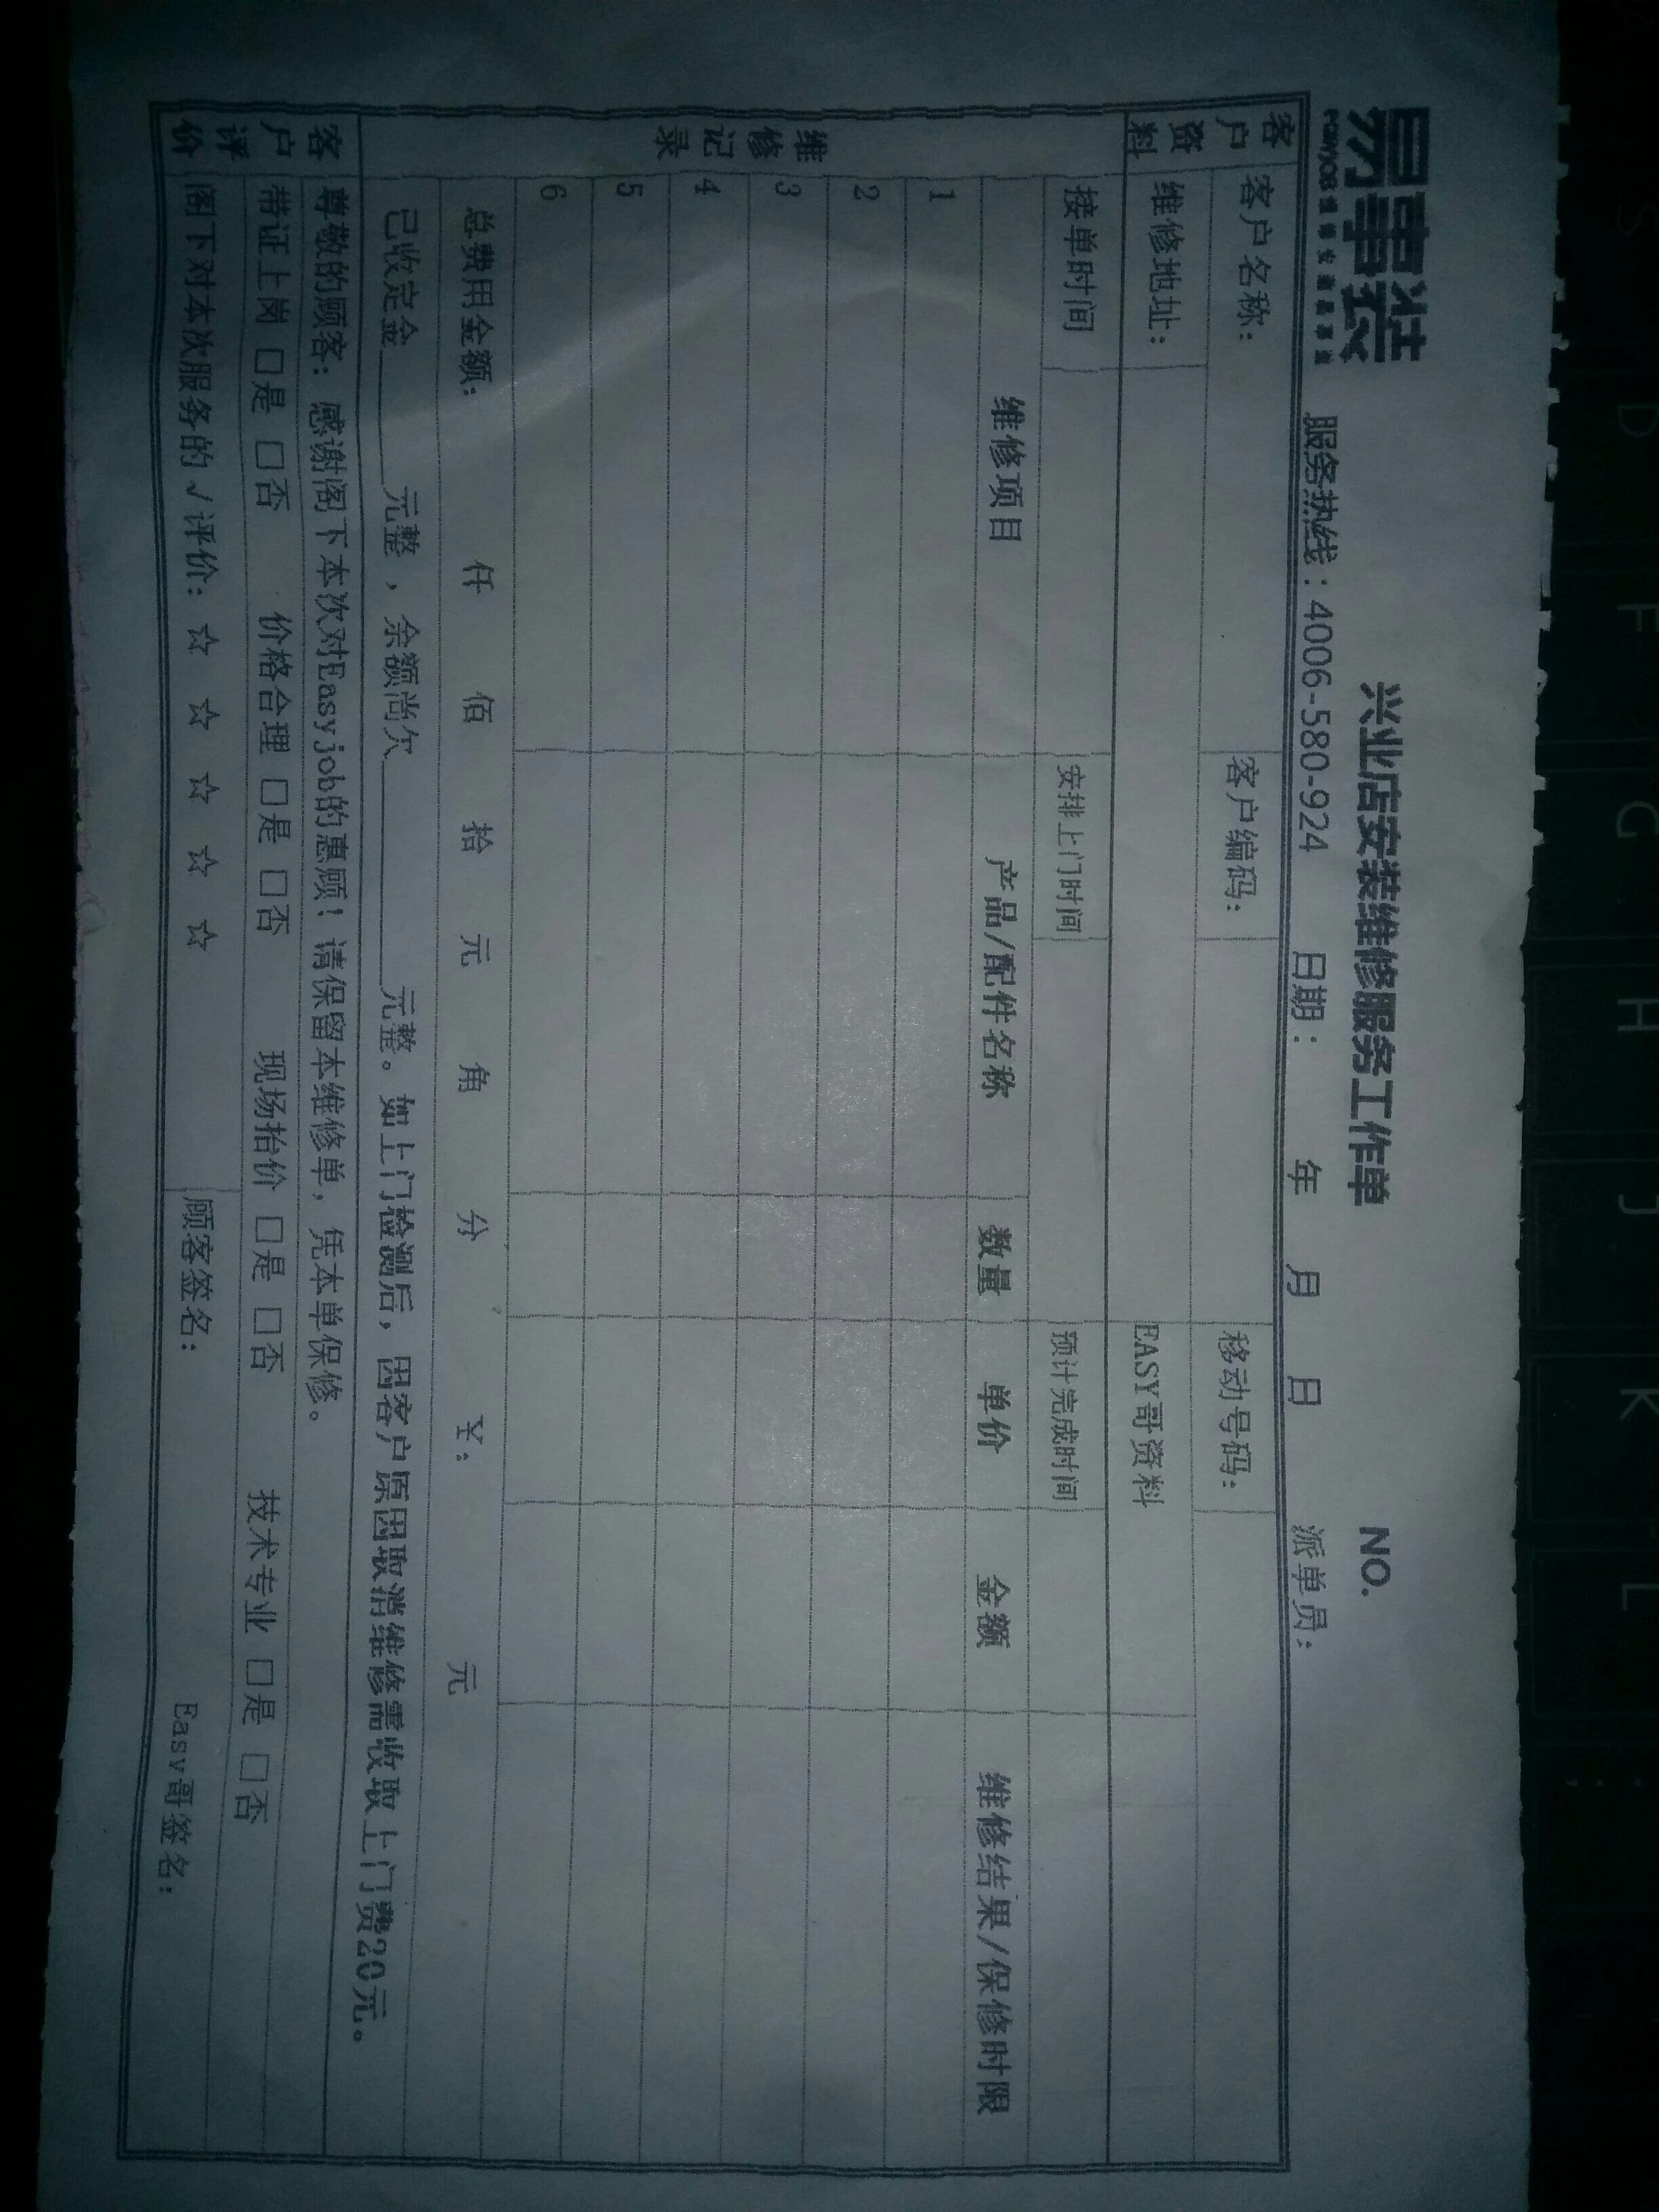 易事装
兴业店安装维修服务工作单 NO.
服务热线：4006-580-924 日期： 年 月 日 派单员：
客户资料 客户名称： 客户编码： 移动号码：
维修地址： EASY哥资料
接单时间 安排上门时间 预计完成时间
维修记录 维修项目 产品/配件名称 数量 单价 金额 维修结果/保修时限
1
2
3
4
5
6
总费用金额： 仟 佰 拾 元 角 分 ￥： 元
已收定金______元整，余额尚欠______元整。如上门检测后，因客户原因取消维修需收取上门费20元。
客户评价 尊敬的顾客：感谢阁下本次对Easyjob的惠顾！请保留本维修单，凭本单保修。
带证上岗 □是 □否 价格合理 □是 □否 现场抬价 □是 □否 技术专业 □是 □否
阁下对本次服务的√评价：☆ ☆ ☆ ☆ ☆ 顾客签名： Easy哥签名：
S D F G H J K L